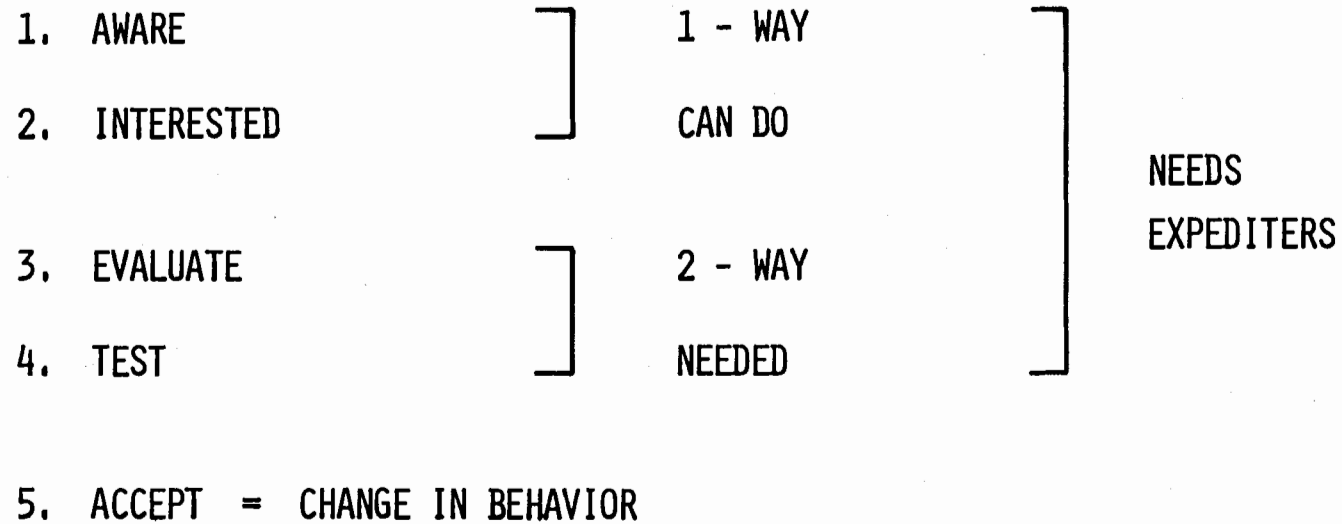 1. AWARE
1 - WAY
2. INTERESTED
CAN DO
NEEDS
EXPEDITERS
3. EVALUATE
2 - WAY
4. TEST
NEEDED
5. ACCEPT = CHANGE IN BEHAVIOR